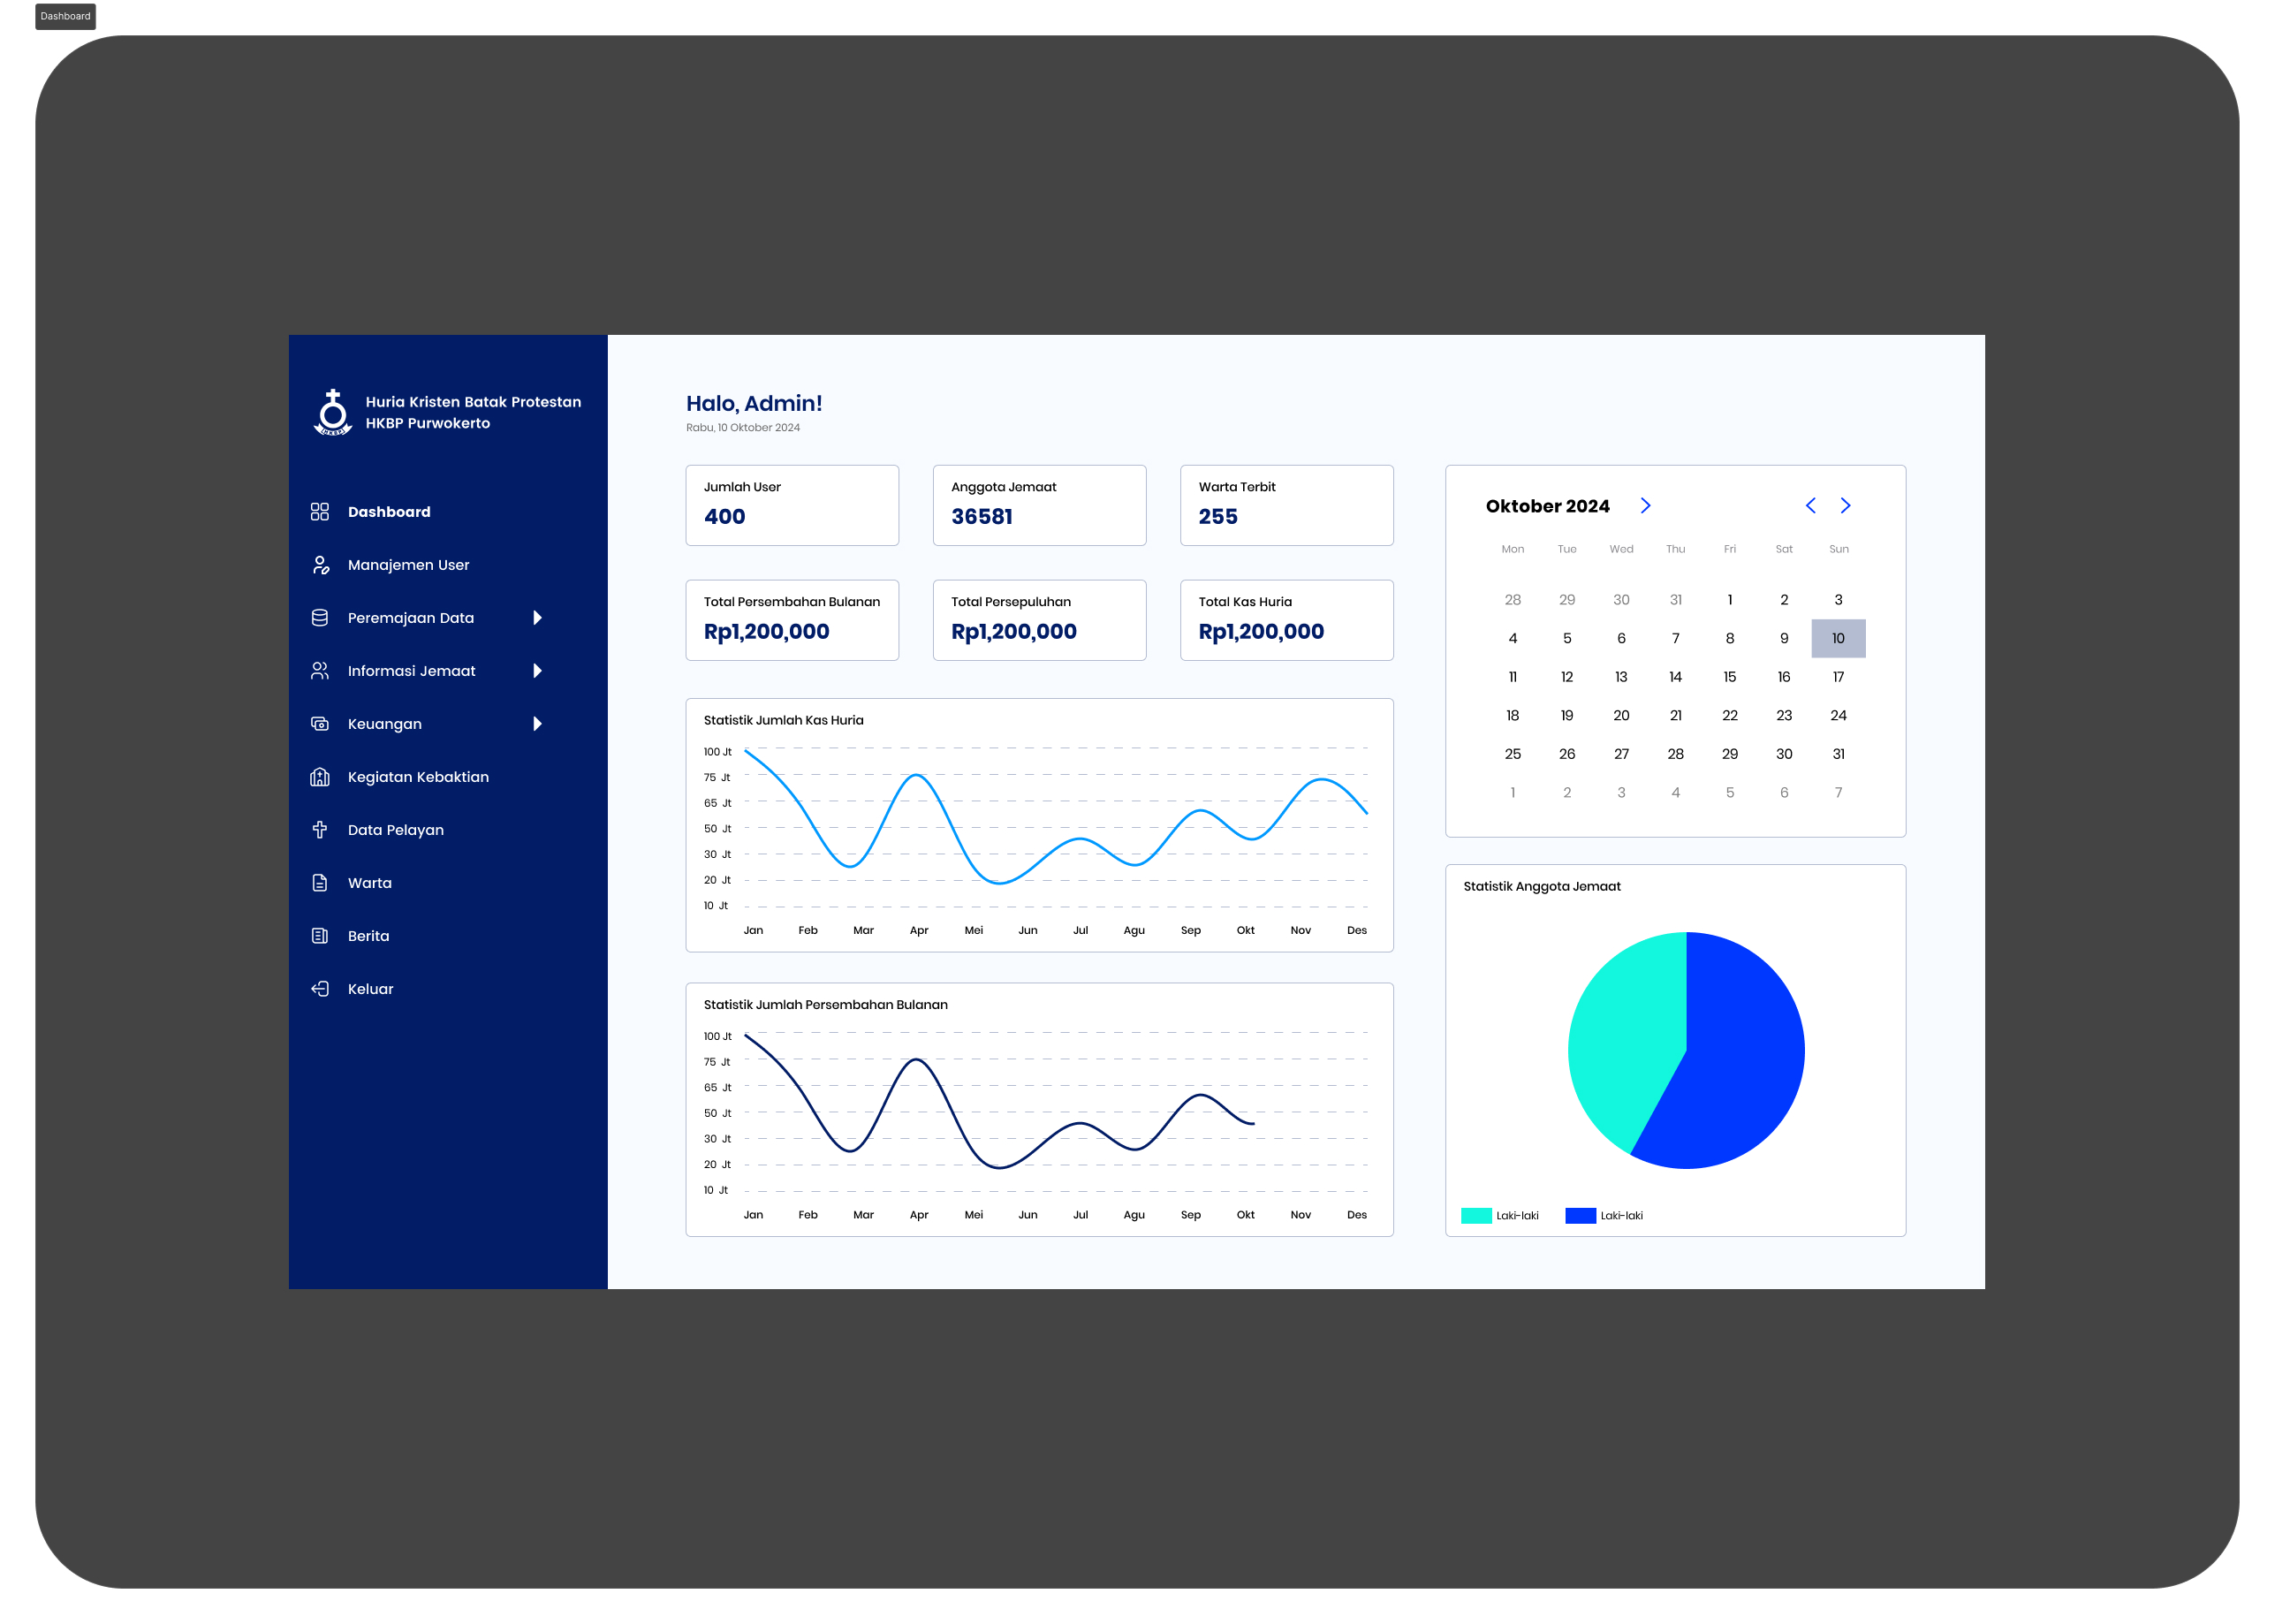 Dashboard
Huria Kristen Batak Protestan
HKBP Purwokerto
Dashboard
Manajemen User
Peremajaan Data
Informasi Jemaat
Keuangan
Kegiatan Kebaktian
Data Pelayan
Warta
Berita
Keluar
Halo, Admin!
Rabu, 10 Oktober 2024
Jumlah User
400
Anggota Jemaat
36581
Warta Terbit
255
Total Persembahan Bulanan
Rp1,200,000
Total Persepuluhan
Rp1,200,000
Total Kas Huria
Rp1,200,000
Statistik Jumlah Kas Huria
100 Jt
75 Jt
65 Jt
50 Jt
30 Jt
20 Jt
10 Jt
Jan Feb Mar Apr Mei Jun Jul Agu Sep Okt Nov Des
Statistik Jumlah Persembahan Bulanan
100 Jt
75 Jt
65 Jt
50 Jt
30 Jt
20 Jt
10 Jt
Jan Feb Mar Apr Mei Jun Jul Agu Sep Okt Nov Des
Oktober 2024
Mon Tue Wed Thu Fri Sat Sun
28 29 30 31 1 2 3
4 5 6 7 8 9 10
11 12 13 14 15 16 17
18 19 20 21 22 23 24
25 26 27 28 29 30 31
1 2 3 4 5 6 7
Statistik Anggota Jemaat
Laki-laki Laki-laki